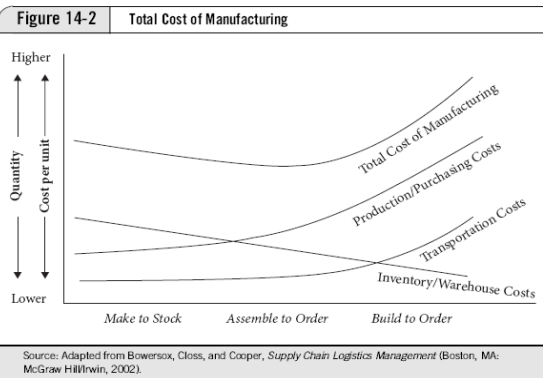 Figure 14-2
Total Cost of Manufacturing
Higher
Quantity
Cost per unit
Lower
Total Cost of Manufacturing
Production/Purchasing Costs
Transportation Costs
Inventory/Warehouse Costs
Make to Stock
Assemble to Order
Build to Order
Source: Adapted from Bowersox, Closs, and Cooper, Supply Chain Logistics Management (Boston, MA:
McGraw Hill/Irwin, 2002).